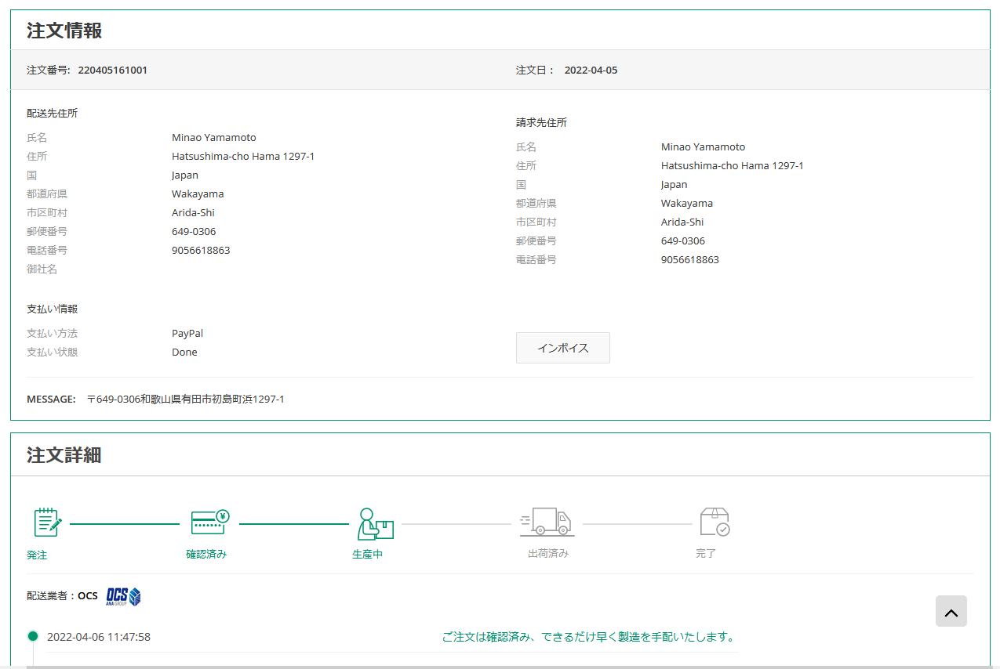 注文情報
注文番号: 220405161001
注文日： 2022-04-05
配送先住所
氏名 Minao Yamamoto
住所 Hatsushima-cho Hama 1297-1
国 Japan
都道府県 Wakayama
市区町村 Arida-Shi
郵便番号 649-0306
電話番号 9056618863
御社名
請求先住所
氏名 Minao Yamamoto
住所 Hatsushima-cho Hama 1297-1
国 Japan
都道府県 Wakayama
市区町村 Arida-Shi
郵便番号 649-0306
電話番号 9056618863
支払い情報
支払い方法 PayPal
支払い状態 Done
インボイス
MESSAGE: 〒649-0306和歌山県有田市初島町浜1297-1
注文詳細
発注 確認済み 生産中 出荷済み 完了
配送業者：OCS OCS
ANA GROUP
2022-04-06 11:47:58 ご注文は確認済み、できるだけ早く製造を手配いたします。